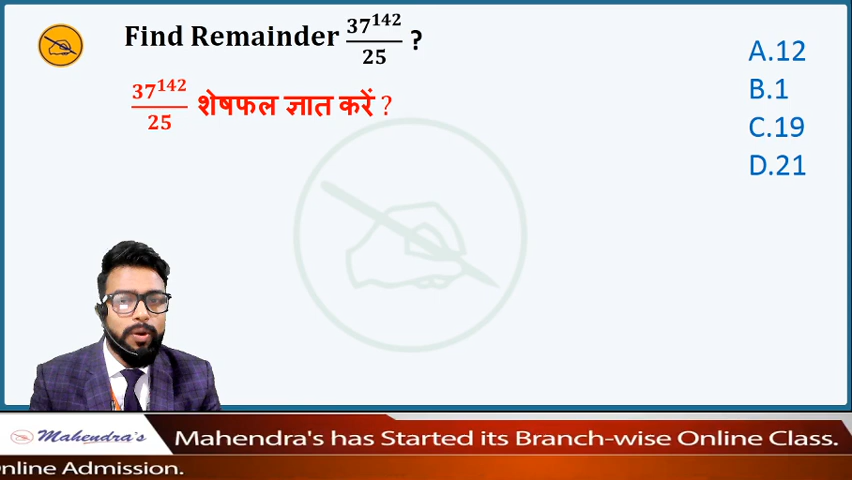 Find Remainder 37^142/25 ?
37^142/25 शेषफल ज्ञात करें ?
A.12
B.1
C.19
D.21
Mahendra's
Mahendra's has Started its Branch-wise Online Class.
Online Admission.